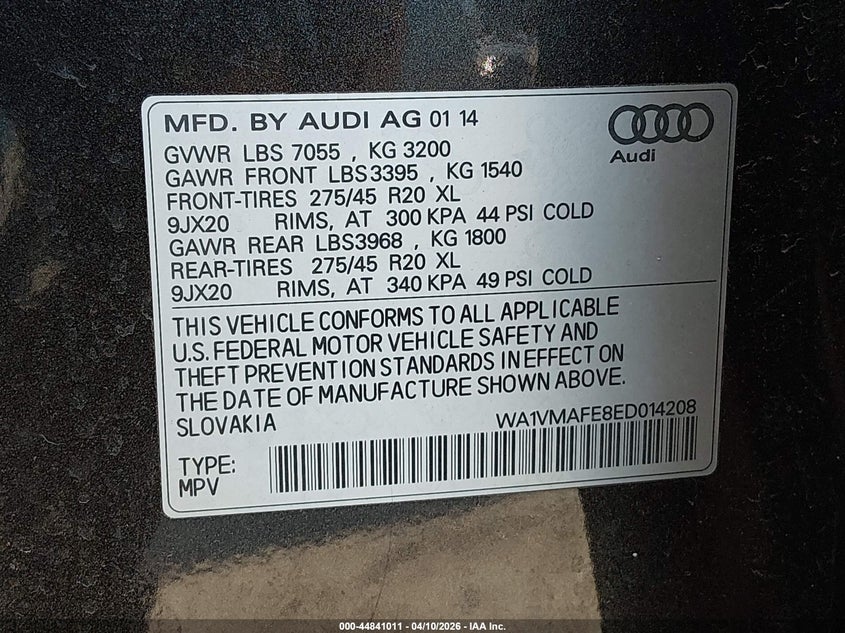 MFD. BY AUDI AG 01 14
Audi
GVWR LBS 7055 , KG 3200
GAWR FRONT LBS3395 , KG 1540
FRONT-TIRES 275/45 R20 XL
9JX20 RIMS, AT 300 KPA 44 PSI COLD
GAWR REAR LBS3968 , KG 1800
REAR-TIRES 275/45 R20 XL
9JX20 RIMS, AT 340 KPA 49 PSI COLD
THIS VEHICLE CONFORMS TO ALL APPLICABLE
U.S. FEDERAL MOTOR VEHICLE SAFETY AND
THEFT PREVENTION STANDARDS IN EFFECT ON
THE DATE OF MANUFACTURE SHOWN ABOVE.
SLOVAKIA WA1VMAFE8ED014208
TYPE:
MPV
000-44841011 - 04/10/2026 - IAA Inc.